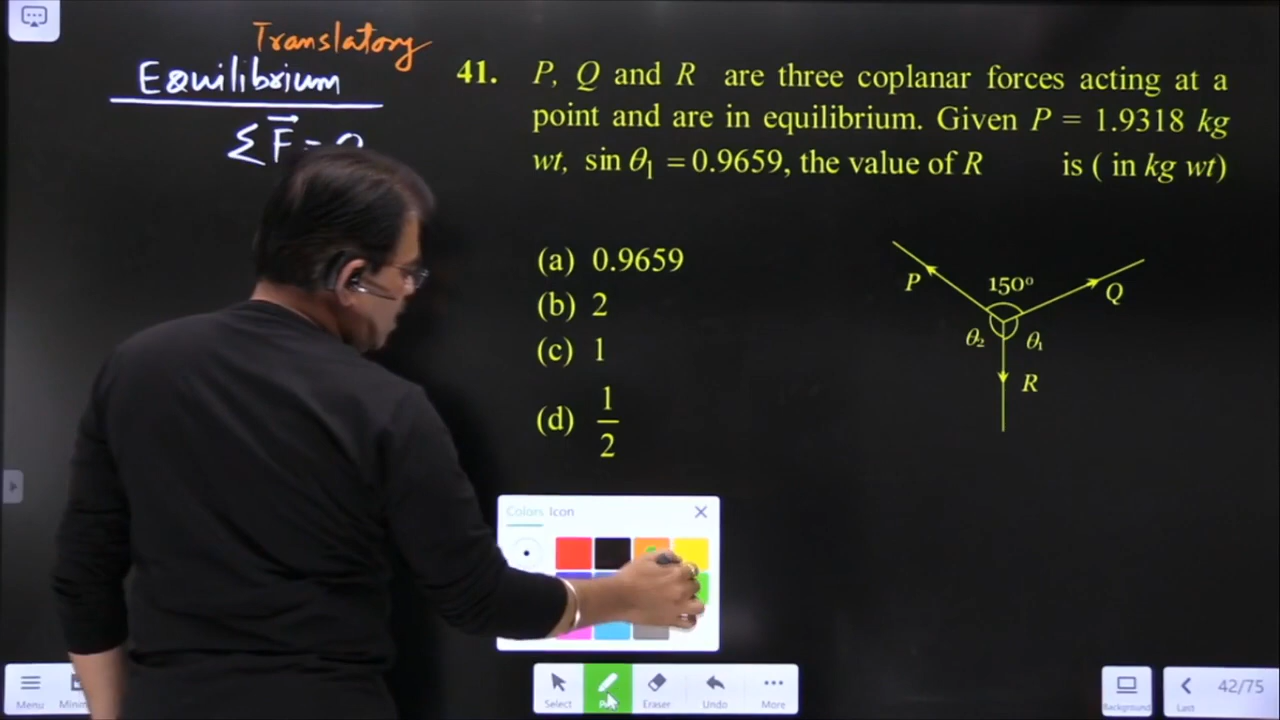 Translatory
Equilibrium
41. P, Q and R are three coplanar forces acting at a
point and are in equilibrium. Given P = 1.9318 kg
wt, sin θ₁ = 0.9659, the value of R is ( in kg wt)
(a) 0.9659
(b) 2
(c) 1
(d) 1/2
P 150° Q
θ₂ θ₁
R
Colors Icon
Select Eraser Undo More
Menu
Background
Last
42/75